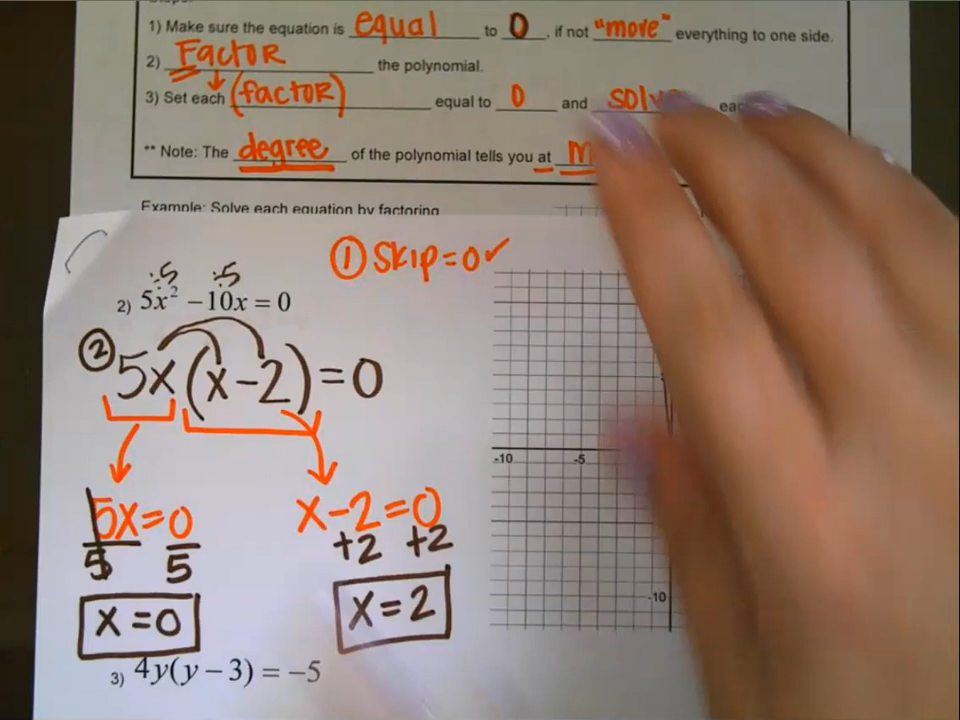 1) Make sure the equation is equal to 0, if not "move" everything to one side.
2) Factor the polynomial.
3) Set each (factor) equal to 0 and
** Note: The degree of the polynomial tells you at
Example: Solve each equation by factoring
① Skip = 0 ✓
÷5 ÷5
2) 5x² − 10x = 0
② 5x(x−2) = 0
5x = 0 x−2 = 0
5 5 +2 +2
x = 0 x = 2
3) 4y(y − 3) = −5
-10 -5
-10